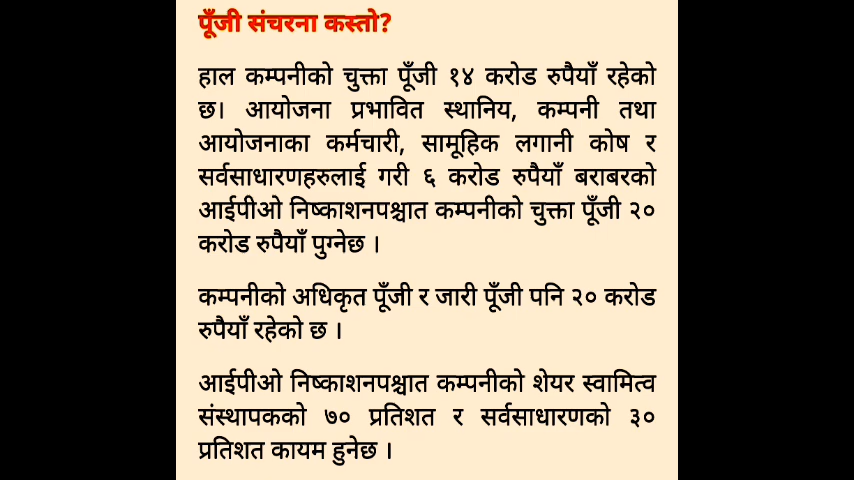 पूँजी संचरना कस्तो?
हाल कम्पनीको चुक्ता पूँजी १४ करोड रुपैयाँ रहेको
छ। आयोजना प्रभावित स्थानिय, कम्पनी तथा
आयोजनाका कर्मचारी, सामूहिक लगानी कोष र
सर्वसाधारणहरुलाई गरी ६ करोड रुपैयाँ बराबरको
आईपीओ निष्काशनपश्चात कम्पनीको चुक्ता पूँजी २०
करोड रुपैयाँ पुग्नेछ ।
कम्पनीको अधिकृत पूँजी र जारी पूँजी पनि २० करोड
रुपैयाँ रहेको छ ।
आईपीओ निष्काशनपश्चात कम्पनीको शेयर स्वामित्व
संस्थापकको ७० प्रतिशत र सर्वसाधारणको ३०
प्रतिशत कायम हुनेछ ।